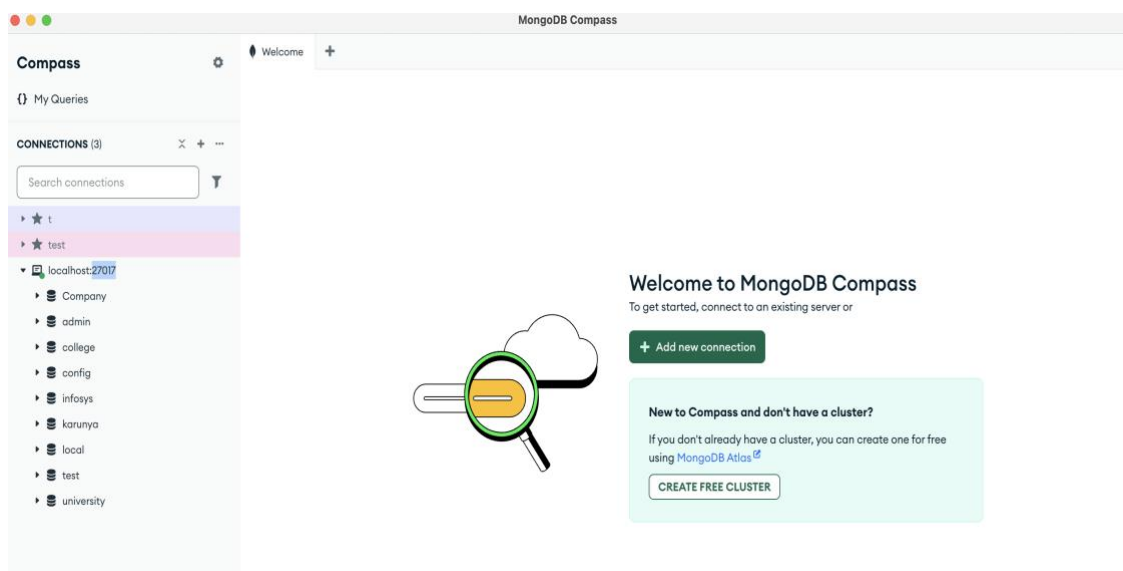 MongoDB Compass
Compass
Welcome
{} My Queries
CONNECTIONS (3)
Search connections
t
test
localhost:27017
Company
admin
college
config
infosys
karunya
local
test
university
Welcome to MongoDB Compass
To get started, connect to an existing server or
+ Add new connection
New to Compass and don't have a cluster?
If you don't already have a cluster, you can create one for free
using MongoDB Atlas
CREATE FREE CLUSTER